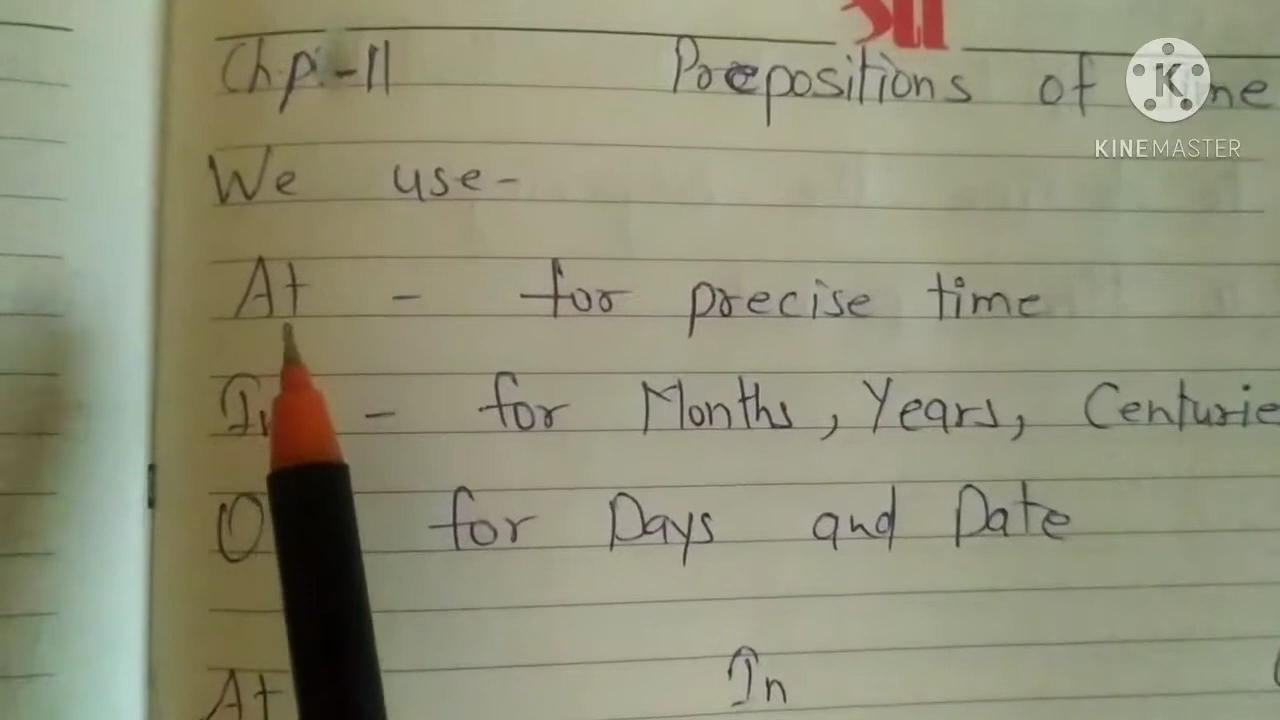 Chp-11 Prepositions of
KINEMASTER
We use-
At - for precise time
In - for Months, Years, Centurie
for Days and Date
At In